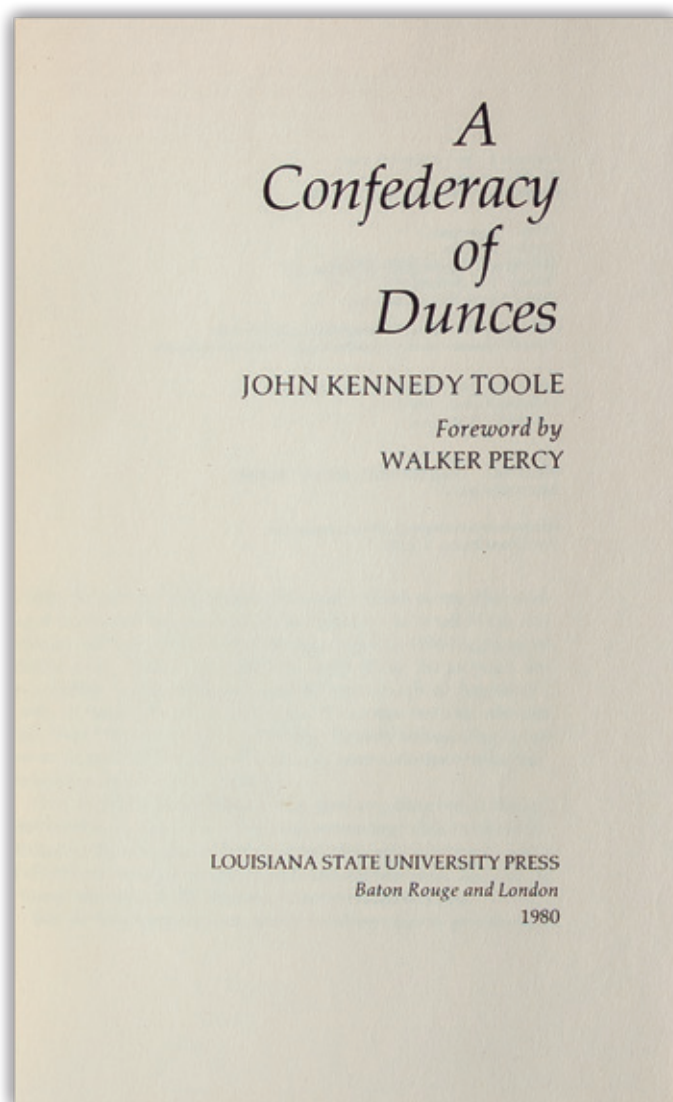 A
Confederacy
of
Dunces
JOHN KENNEDY TOOLE
Foreword by
WALKER PERCY
LOUISIANA STATE UNIVERSITY PRESS
Baton Rouge and London
1980